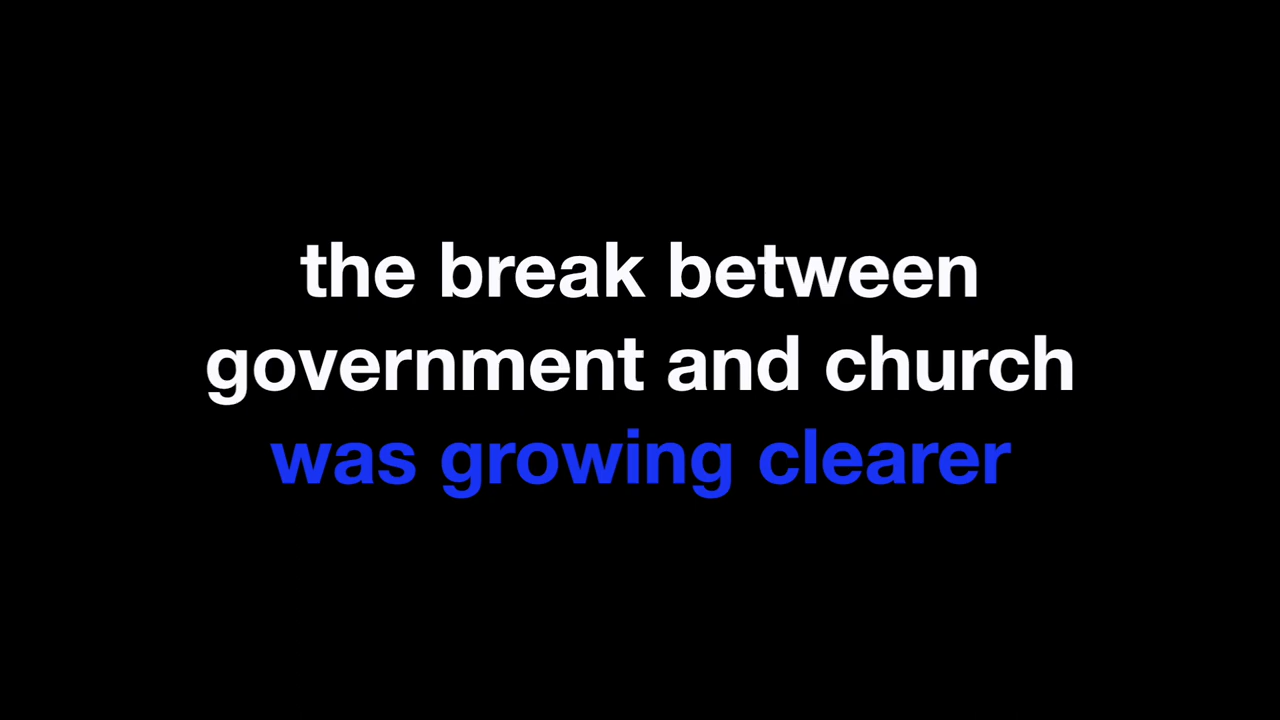 the break between
government and church
was growing clearer